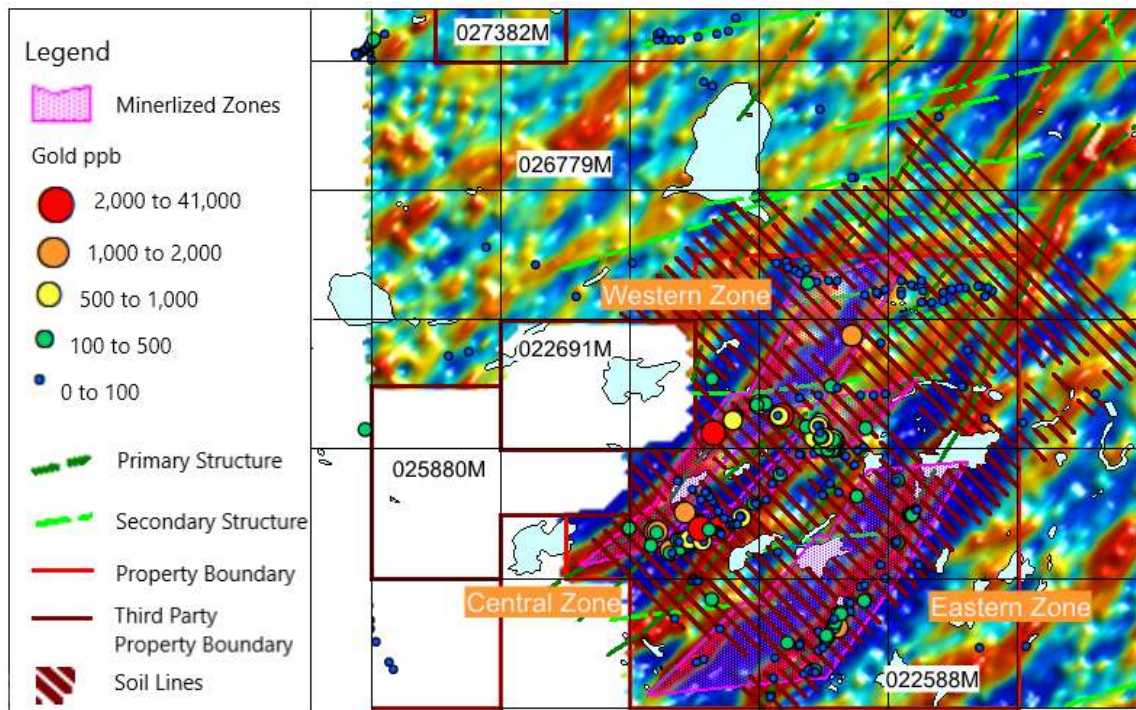 Legend
Minerlized Zones
Gold ppb
2,000 to 41,000
1,000 to 2,000
500 to 1,000
100 to 500
0 to 100
Primary Structure
Secondary Structure
Property Boundary
Third Party
Property Boundary
Soil Lines
027382M
026779M
Western Zone
022691M
025880M
Central Zone
Eastern Zone
022588M